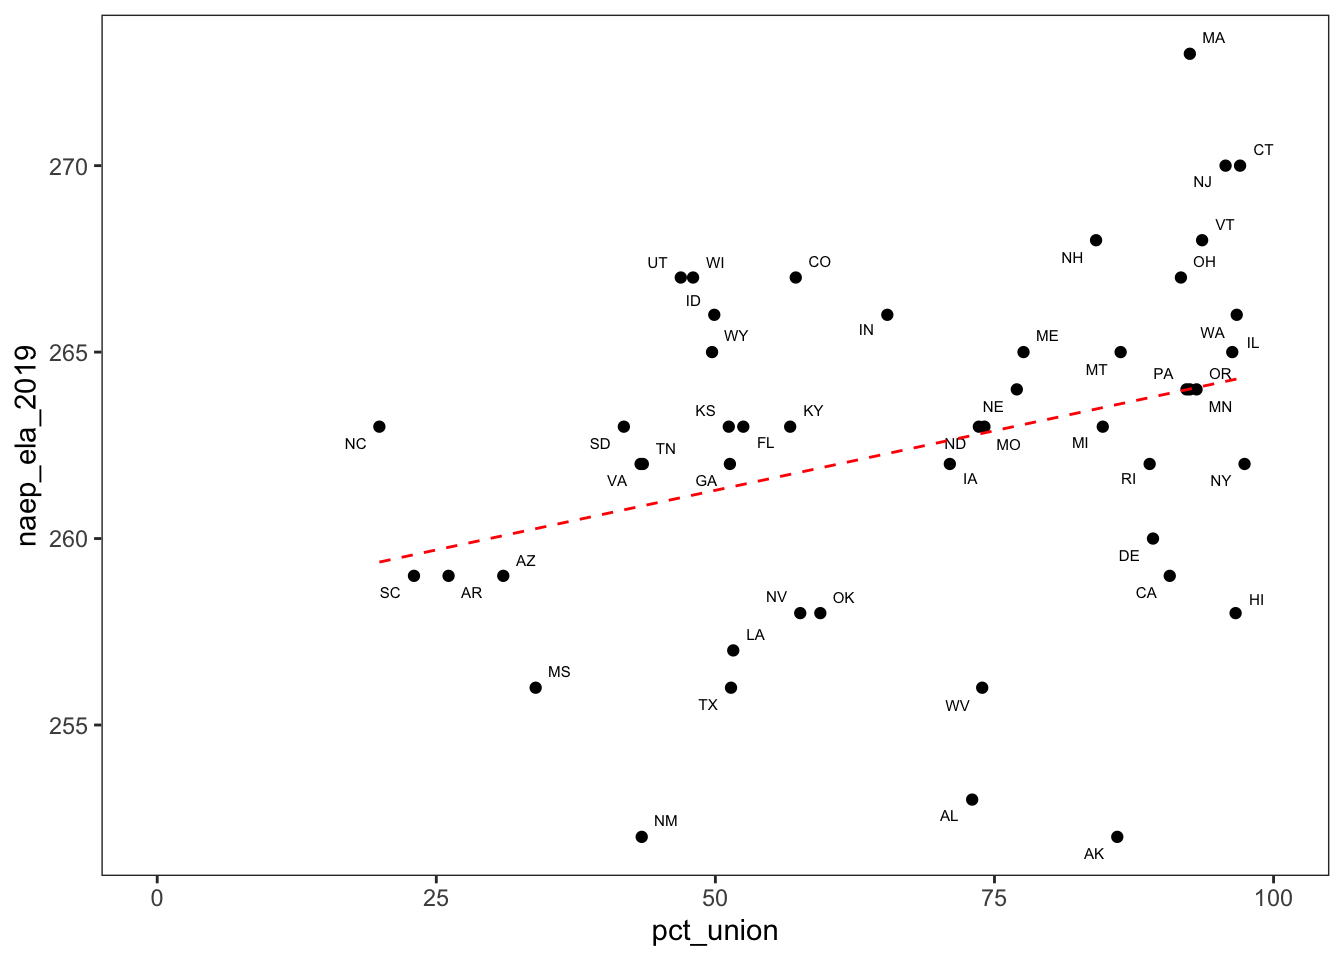 MA
270
CT
NJ
VT
NH
OH
UT
WI
CO
ID
IN
WA
WY
ME
IL
265
MT
PA
OR
KS
KY
NE
MN
NC
SD
FL
ND
MO
MI
TN
VA
GA
IA
RI
NY
naep_ela_2019
260
AZ
DE
SC
AR
CA
NV
OK
HI
LA
MS
TX
WV
255
NM
AL
AK
0 25 50 75 100
pct_union